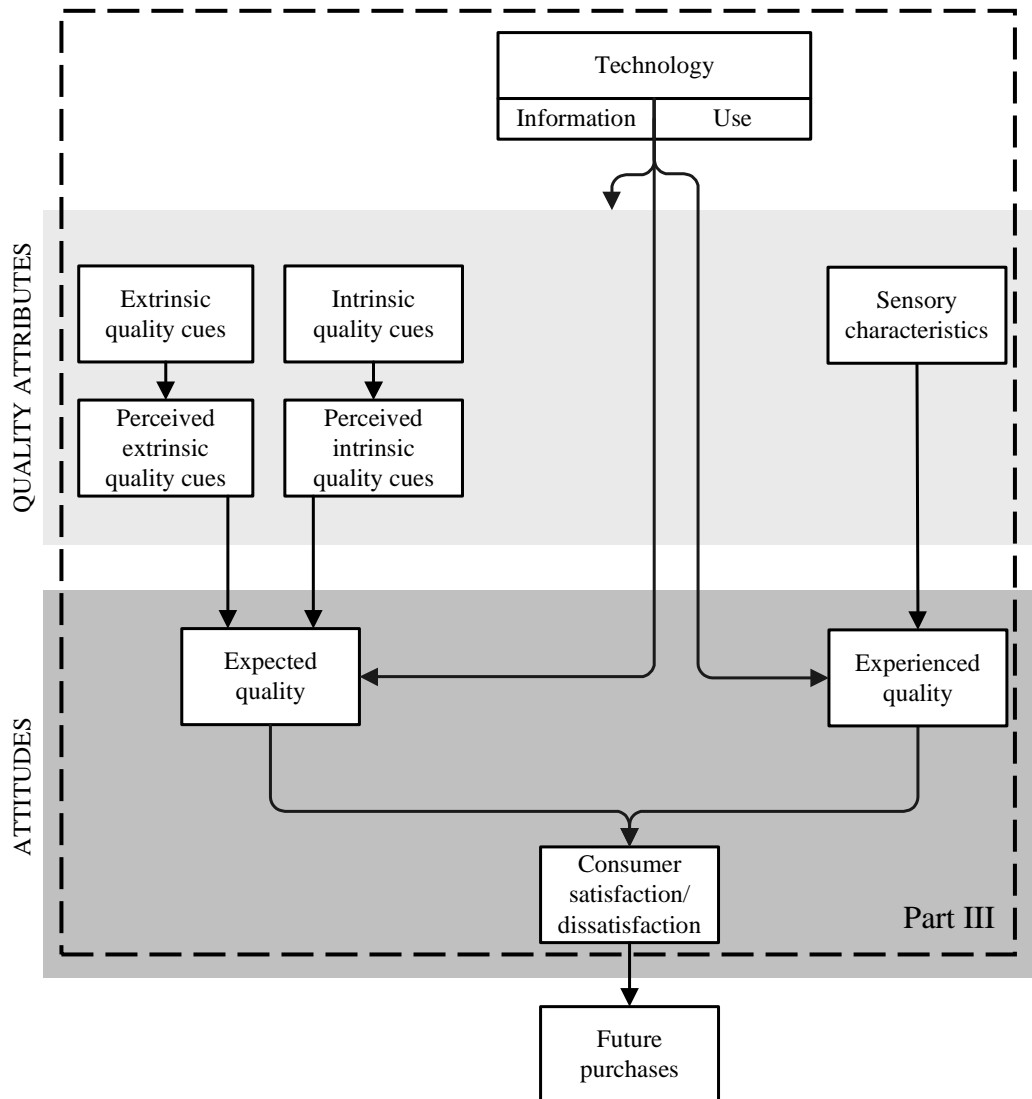 Technology
Information
Use
QUALITY ATTRIBUTES
Extrinsic
quality cues
Intrinsic
quality cues
Sensory
characteristics
Perceived
extrinsic
quality cues
Perceived
intrinsic
quality cues
ATTITUDES
Expected
quality
Experienced
quality
Consumer
satisfaction/
dissatisfaction
Part III
Future
purchases